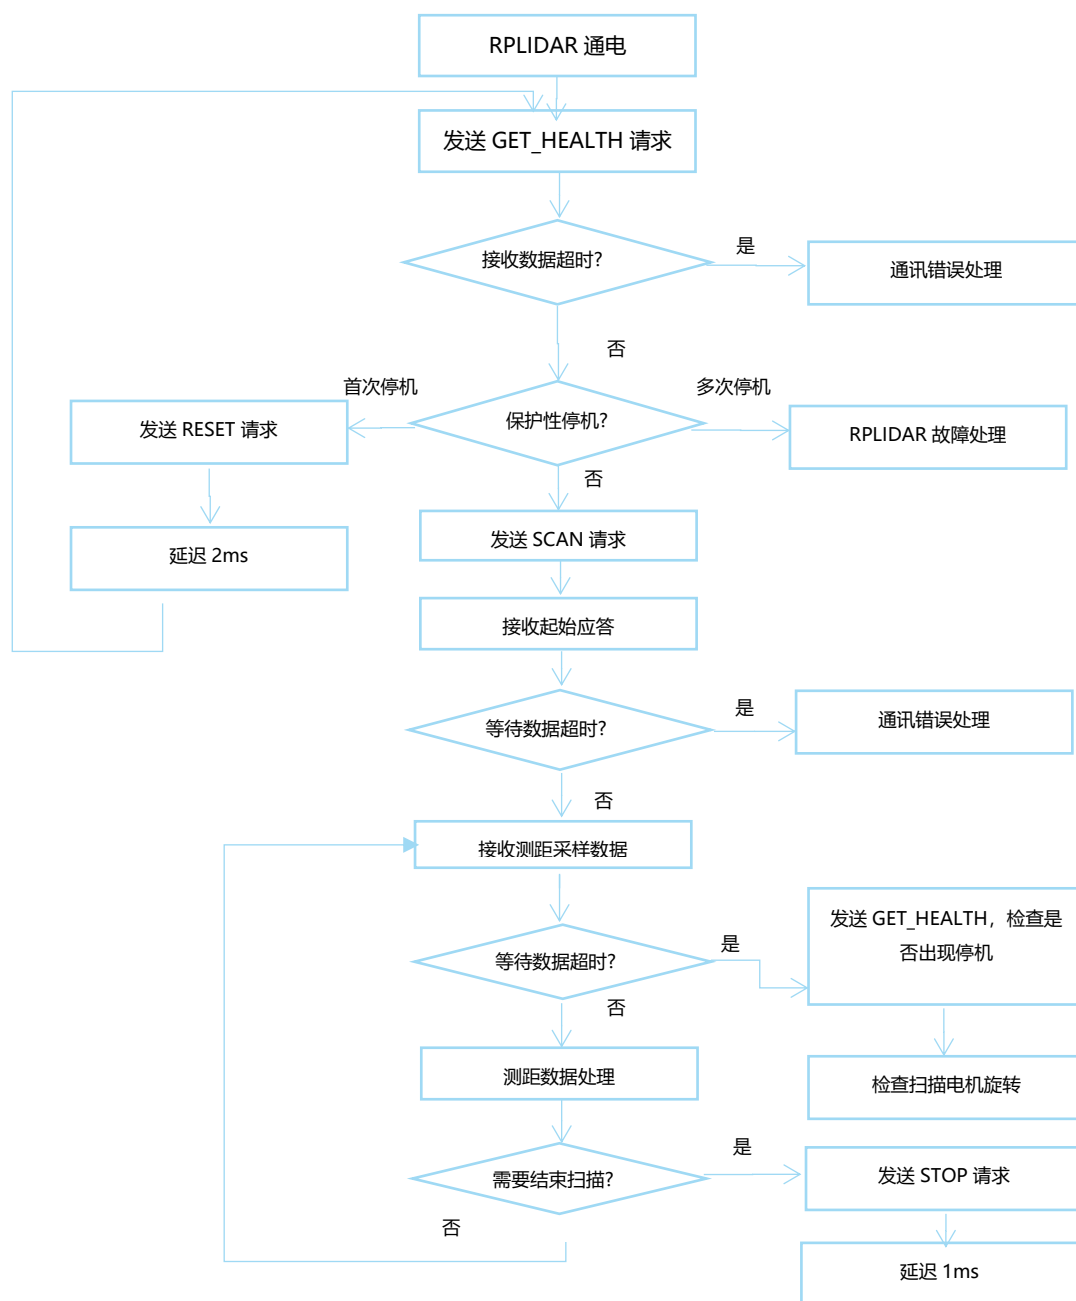 RPLIDAR 通电
发送 GET_HEALTH 请求
接收数据超时?
是
通讯错误处理
否
首次停机
多次停机
发送 RESET 请求
保护性停机?
RPLIDAR 故障处理
否
延迟 2ms
发送 SCAN 请求
接收起始应答
等待数据超时?
是
通讯错误处理
否
接收测距采样数据
发送 GET_HEALTH，检查是
否出现停机
等待数据超时?
是
否
测距数据处理
检查扫描电机旋转
需要结束扫描?
是
发送 STOP 请求
否
延迟 1ms